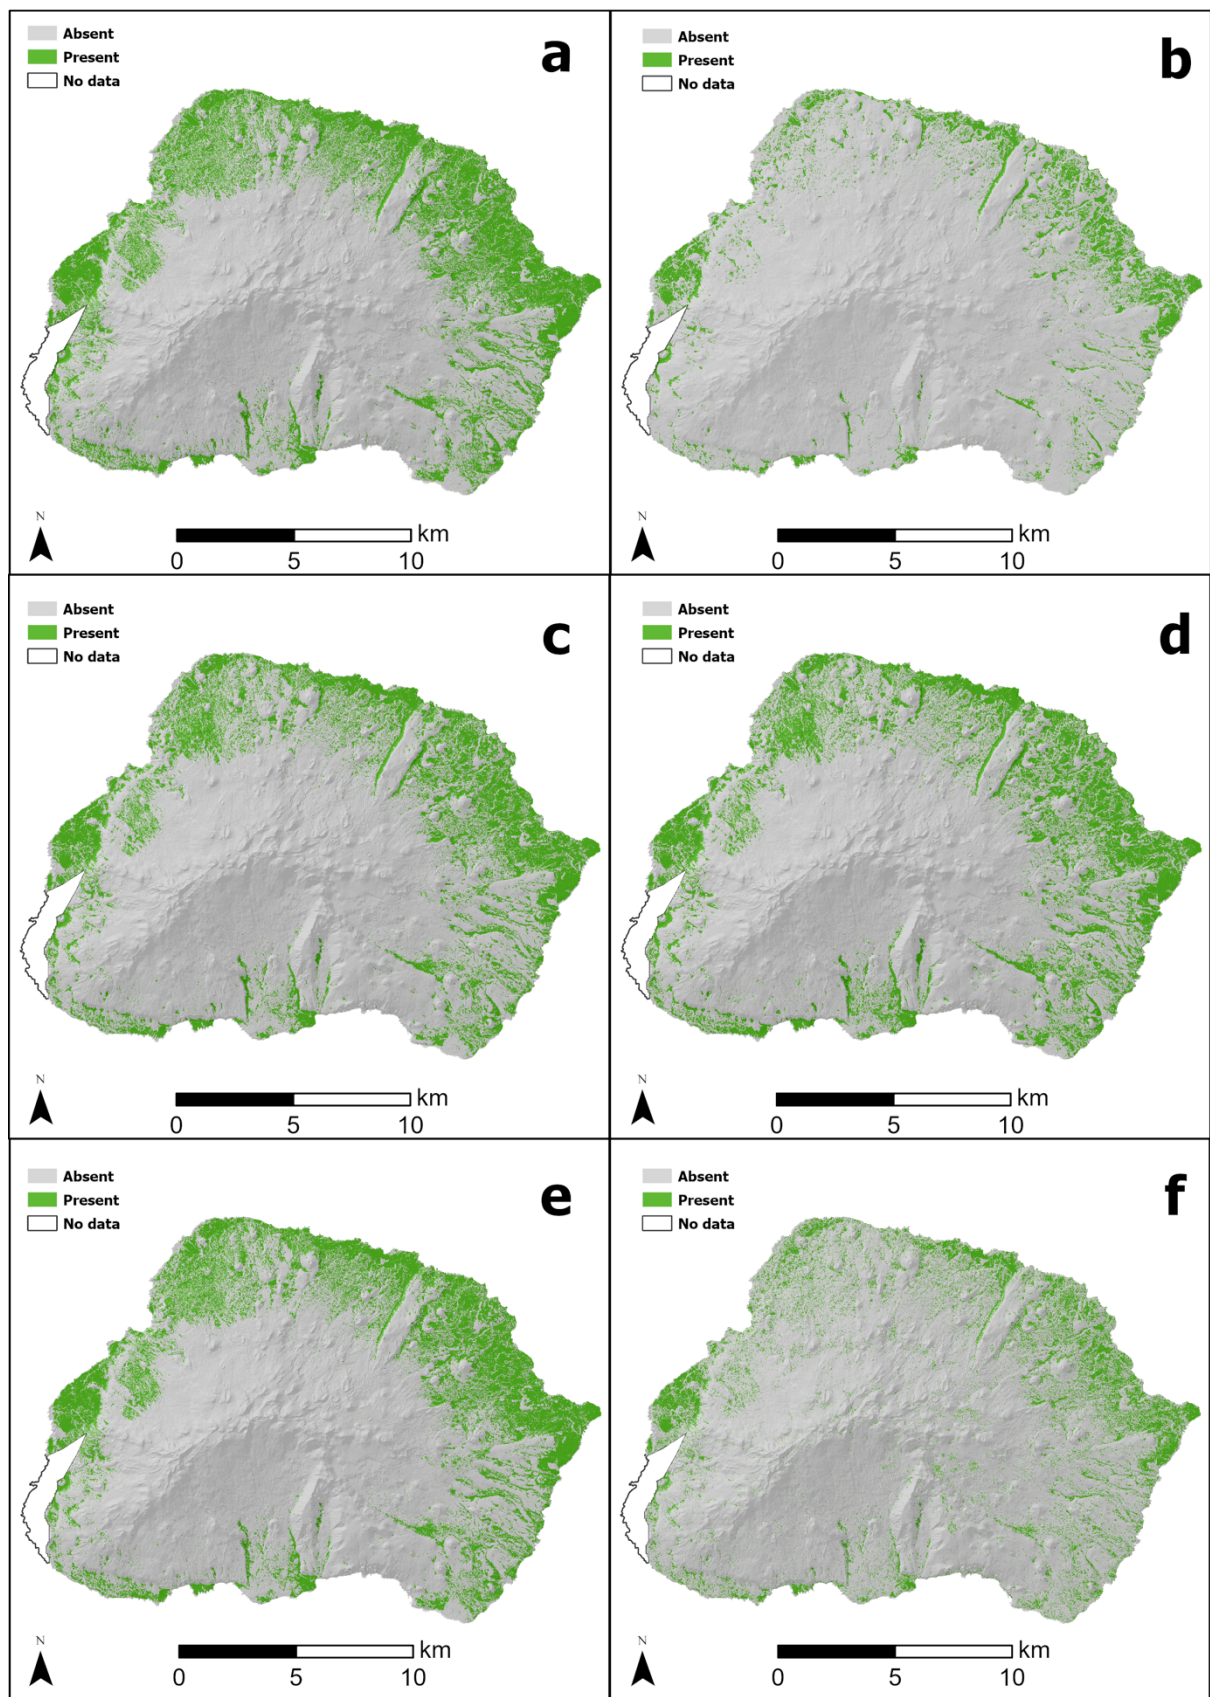 Absent
Present
No data
a
N
km
0 5 10
Absent
Present
No data
b
N
km
0 5 10
Absent
Present
No data
c
N
km
0 5 10
Absent
Present
No data
d
N
km
0 5 10
Absent
Present
No data
e
N
km
0 5 10
Absent
Present
No data
f
N
km
0 5 10